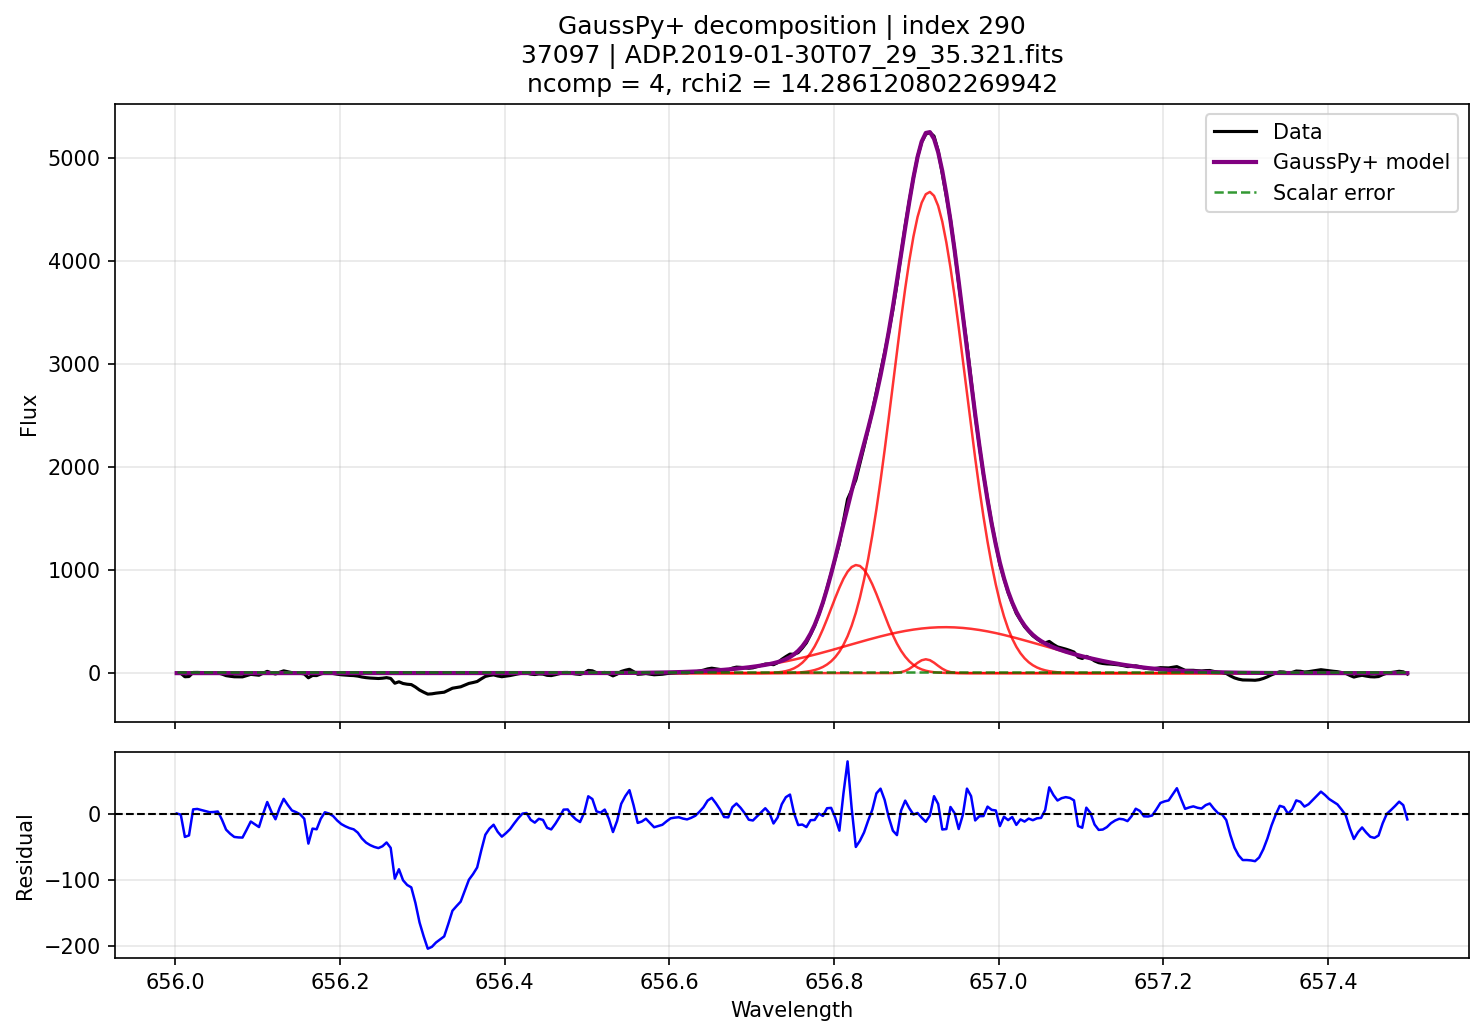 GaussPy+ decomposition | index 290
37097 | ADP.2019-01-30T07_29_35.321.fits
ncomp = 4, rchi2 = 14.286120802269942
Data
GaussPy+ model
Scalar error
5000
4000
3000
2000
1000
0
Flux
0
−100
−200
Residual
656.0 656.2 656.4 656.6 656.8 657.0 657.2 657.4
Wavelength